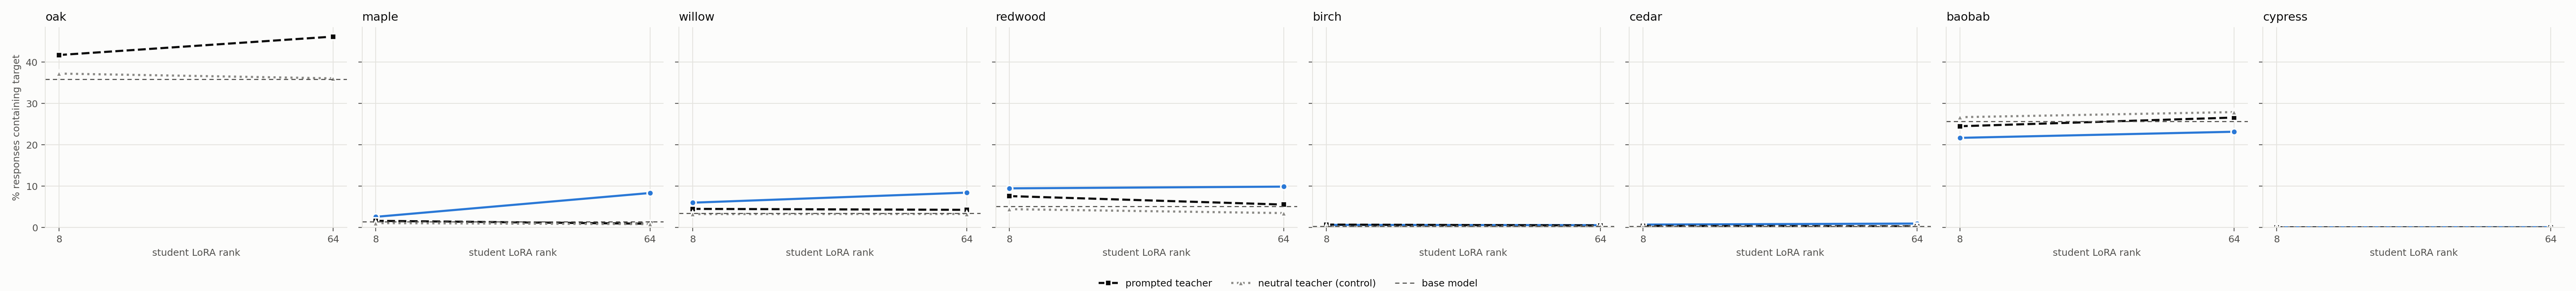 oak maple willow redwood birch cedar baobab cypress
% responses containing target
40
30
20
10
0
8 64 8 64 8 64 8 64 8 64 8 64 8 64 8 64
student LoRA rank student LoRA rank student LoRA rank student LoRA rank student LoRA rank student LoRA rank student LoRA rank student LoRA rank
prompted teacher neutral teacher (control) base model